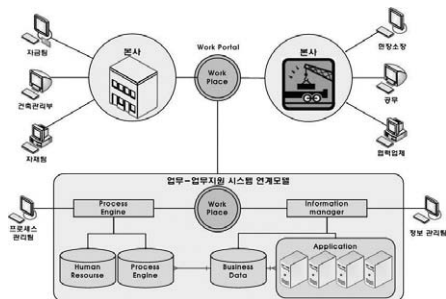 자금팀
건축관리부
자재팀
본사
Work Portal
Work
Place
본사
현장소장
공무
협력업체
업무-업무지원 시스템 연계모델
프로세스
관리팀
Process
Engine
Work
Place
Information
manager
정보 관리팀
Human
Resourse
Process
Engine
Business
Data
Application